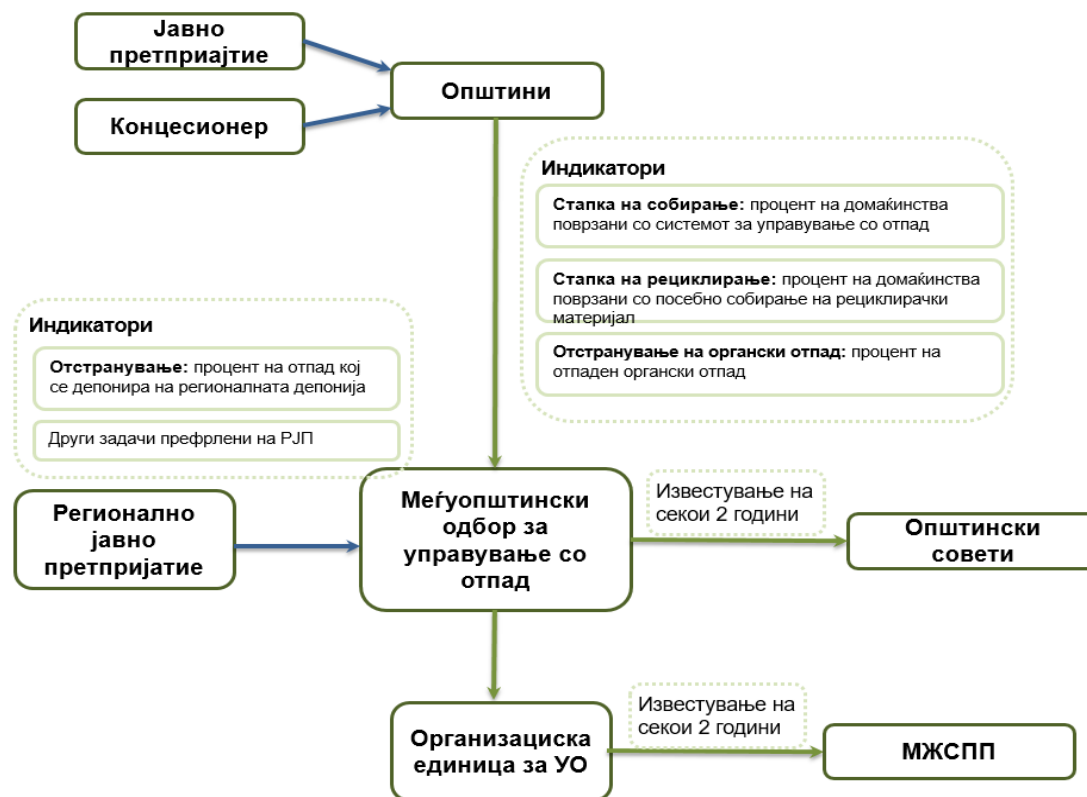 Јавно
претпријатие
Концесионер
Општини
Индикатори
Стапка на собирање: процент на домаќинства
поврзани со системот за управување со отпад
Стапка на рециклирање: процент на домаќинства
поврзани со посебно собирање на рециклирачки
материјал
Отстранување на органски отпад: процент на
отпаден органски отпад
Индикатори
Отстранување: процент на отпад кој
се депонира на регионалната депонија
Други задачи префрлени на РЈП
Регионално
јавно
претпријатие
Меѓуопштински
одбор за
управување со
отпад
Известување на
секои 2 години
Општински
совети
Организациска
единица за УО
Известување на
секои 2 години
МЖСПП